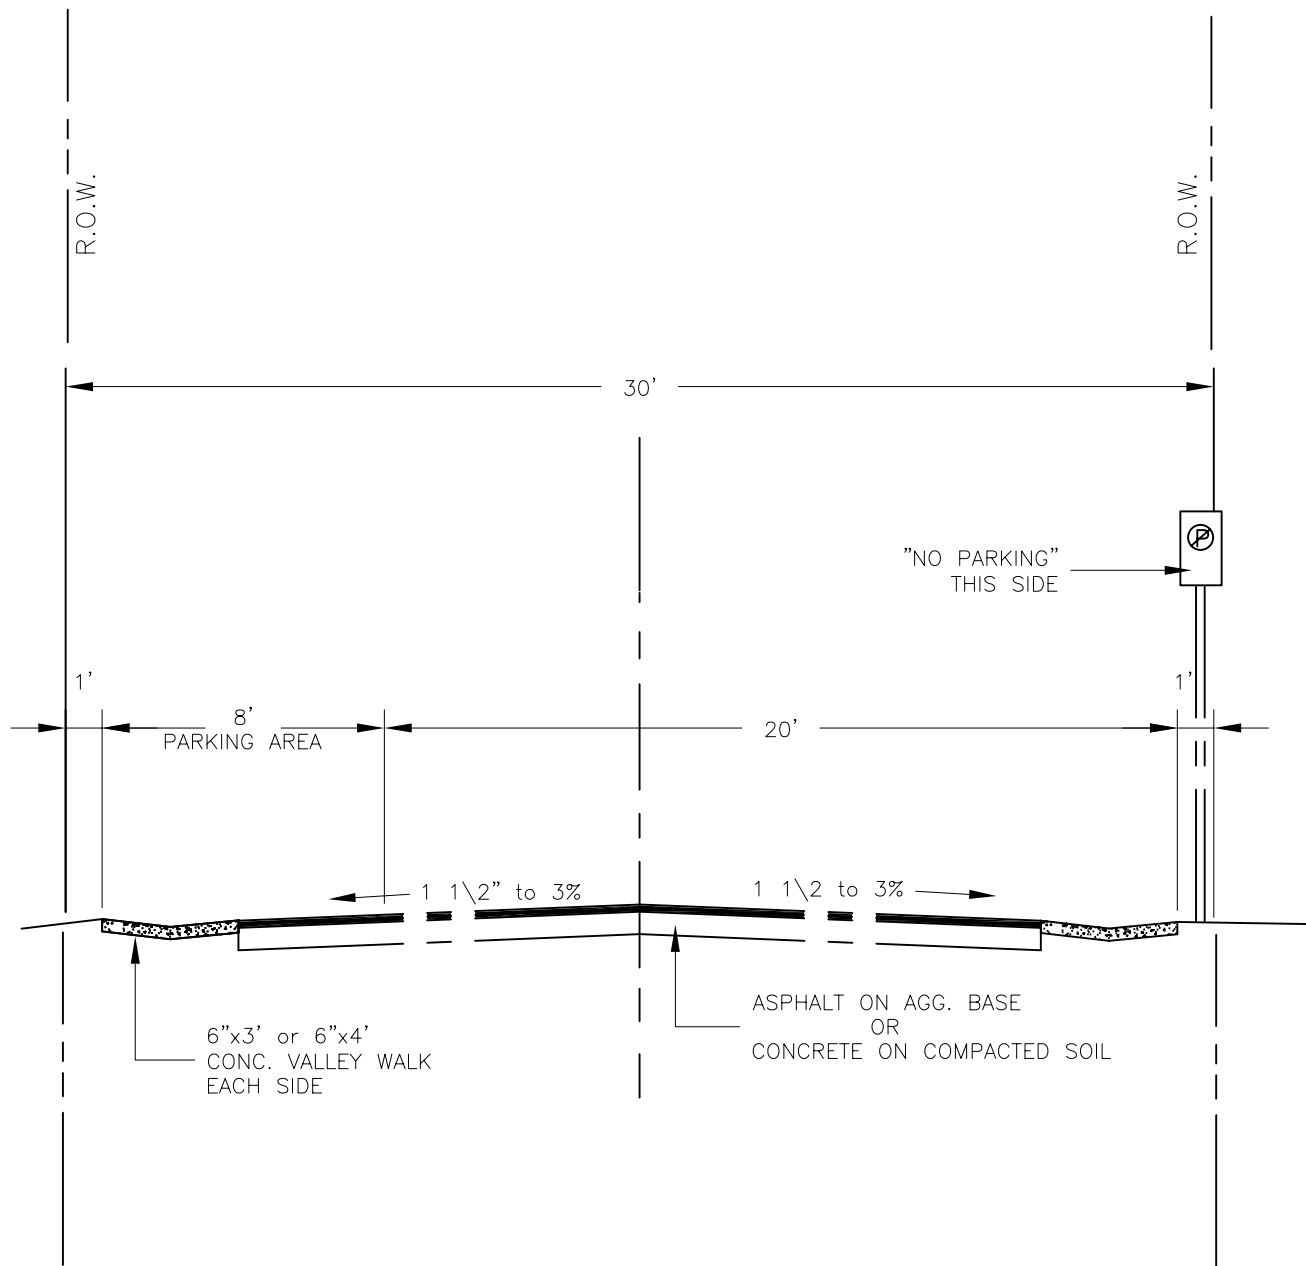 R.O.W.
R.O.W.
30'
"NO PARKING"
THIS SIDE
P
1'
8'
PARKING AREA
20'
1'
1 1\2" to 3%
1 1\2 to 3%
6"x3' or 6"x4'
CONC. VALLEY WALK
EACH SIDE
ASPHALT ON AGG. BASE
OR
CONCRETE ON COMPACTED SOIL